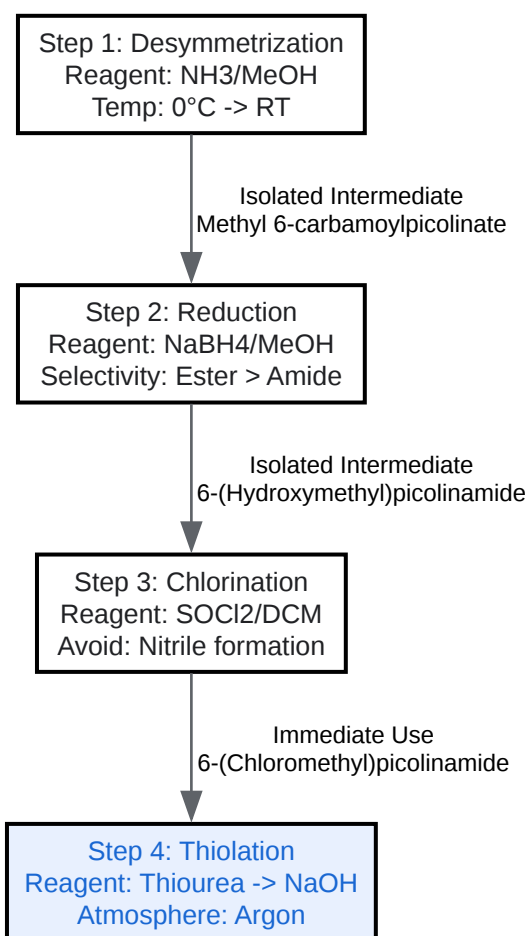 Step 1: Desymmetrization
Reagent: NH3/MeOH
Temp: 0°C -> RT
Isolated Intermediate
Methyl 6-carbamoylpicolinate
Step 2: Reduction
Reagent: NaBH4/MeOH
Selectivity: Ester > Amide
Isolated Intermediate
6-(Hydroxymethyl)picolinamide
Step 3: Chlorination
Reagent: SOCl2/DCM
Avoid: Nitrile formation
Immediate Use
6-(Chloromethyl)picolinamide
Step 4: Thiolation
Reagent: Thiourea -> NaOH
Atmosphere: Argon